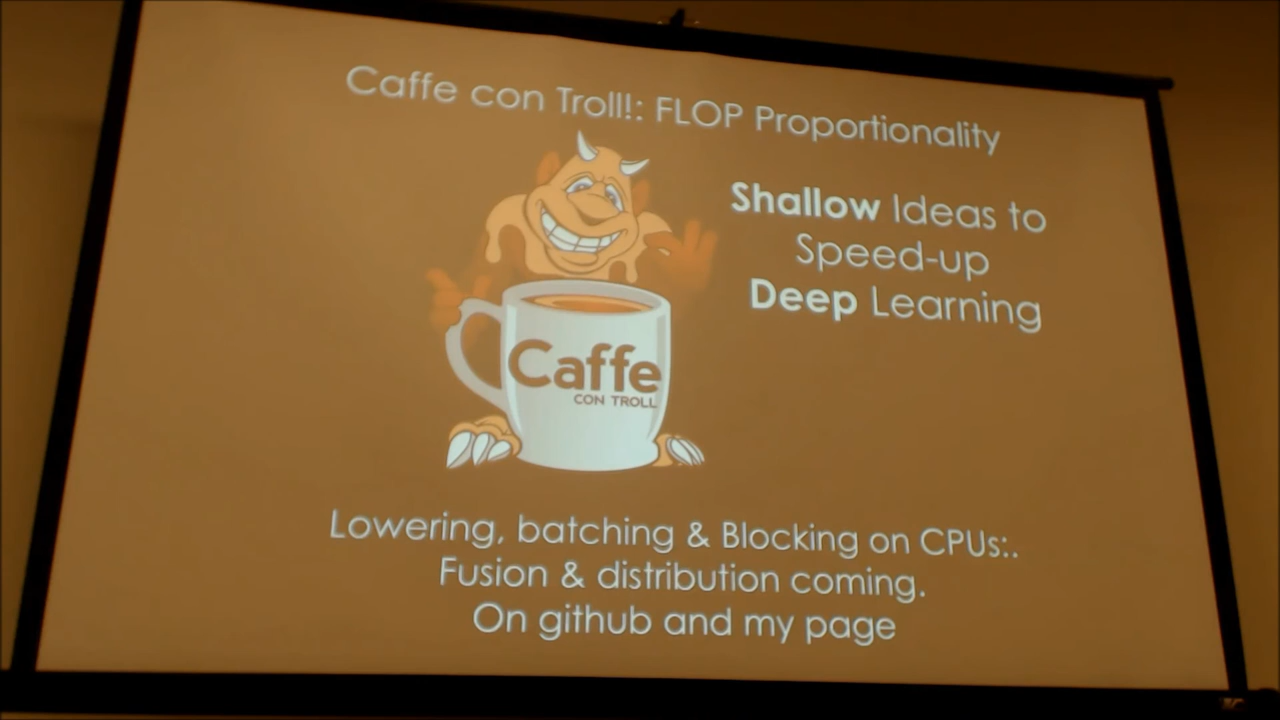 Caffe con Troll!: FLOP Proportionality
Shallow Ideas to
Speed-up
Deep Learning
Caffe
CON TROLL
Lowering, batching & Blocking on CPUs:.
Fusion & distribution coming.
On github and my page